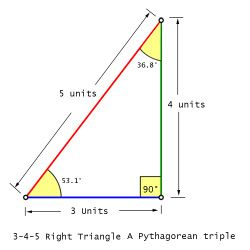 36.8°
5 units
4 units
53.1°
90°
3 Units
3-4-5 Right Triangle A Pythagorean triple